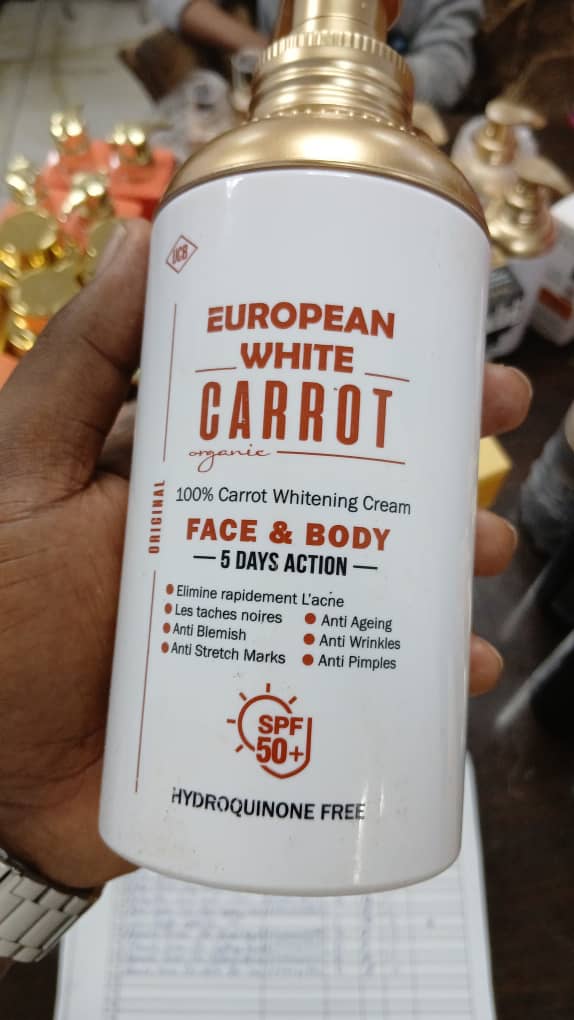 UCB
EUROPEAN
WHITE
CARROT
organic
ORIGINAL
100% Carrot Whitening Cream
FACE & BODY
5 DAYS ACTION
Elimine rapidement L'acne
Les taches noires
Anti Blemish
Anti Stretch Marks
Anti Ageing
Anti Wrinkles
Anti Pimples
SPF
50+
HYDROQUINONE FREE